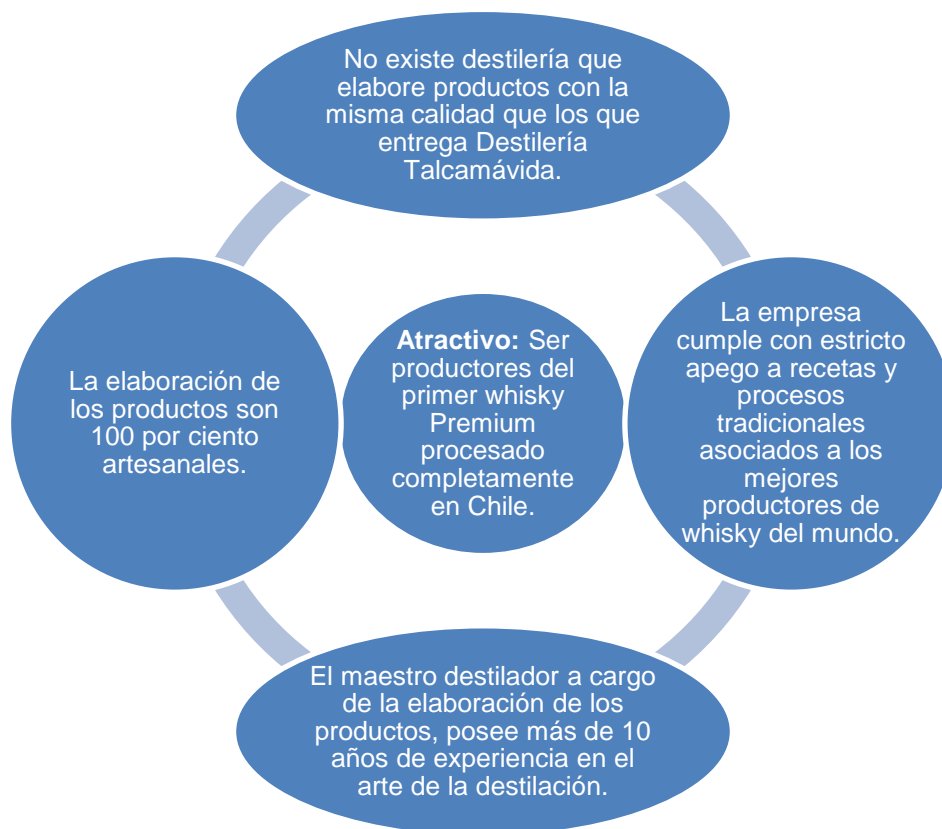 No existe destilería que
elabore productos con la
misma calidad que los que
entrega Destilería
Talcamávida.
La elaboración de
los productos son
100 por ciento
artesanales.
Atractivo: Ser
productores del
primer whisky
Premium
procesado
completamente
en Chile.
La empresa
cumple con estricto
apego a recetas y
procesos
tradicionales
asociados a los
mejores
productores de
whisky del mundo.
El maestro destilador a cargo
de la elaboración de los
productos, posee más de 10
años de experiencia en el
arte de la destilación.